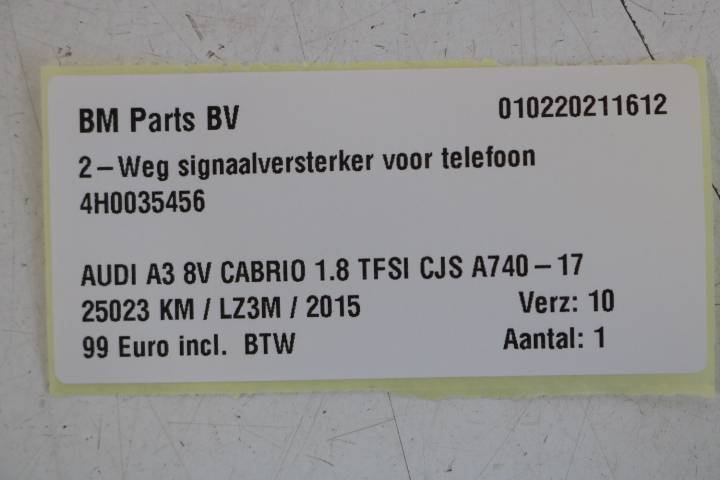 BM Parts BV 010220211612
2-Weg signaalversterker voor telefoon
4H0035456
AUDI A3 8V CABRIO 1.8 TFSI CJS A740-17
25023 KM / LZ3M / 2015 Verz: 10
99 Euro incl. BTW Aantal: 1